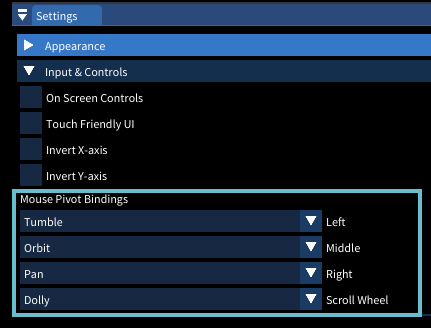 Settings
Appearance
Input & Controls
On Screen Controls
Touch Friendly UI
Invert X-axis
Invert Y-axis
Mouse Pivot Bindings
Tumble Left
Orbit Middle
Pan Right
Dolly Scroll Wheel